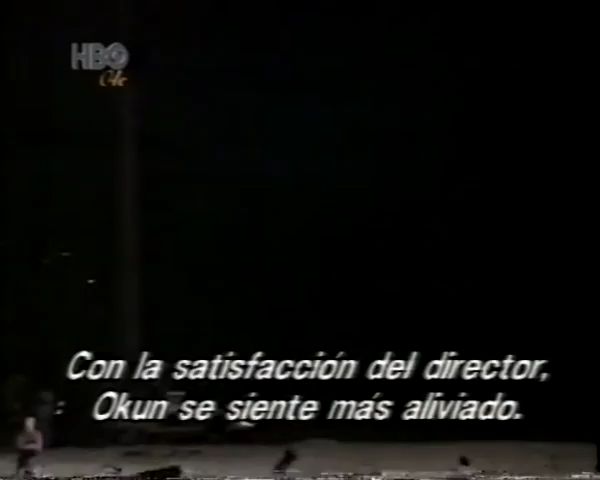 HBO
Ole
Con la satisfacción del director,
Okun se siente más aliviado.